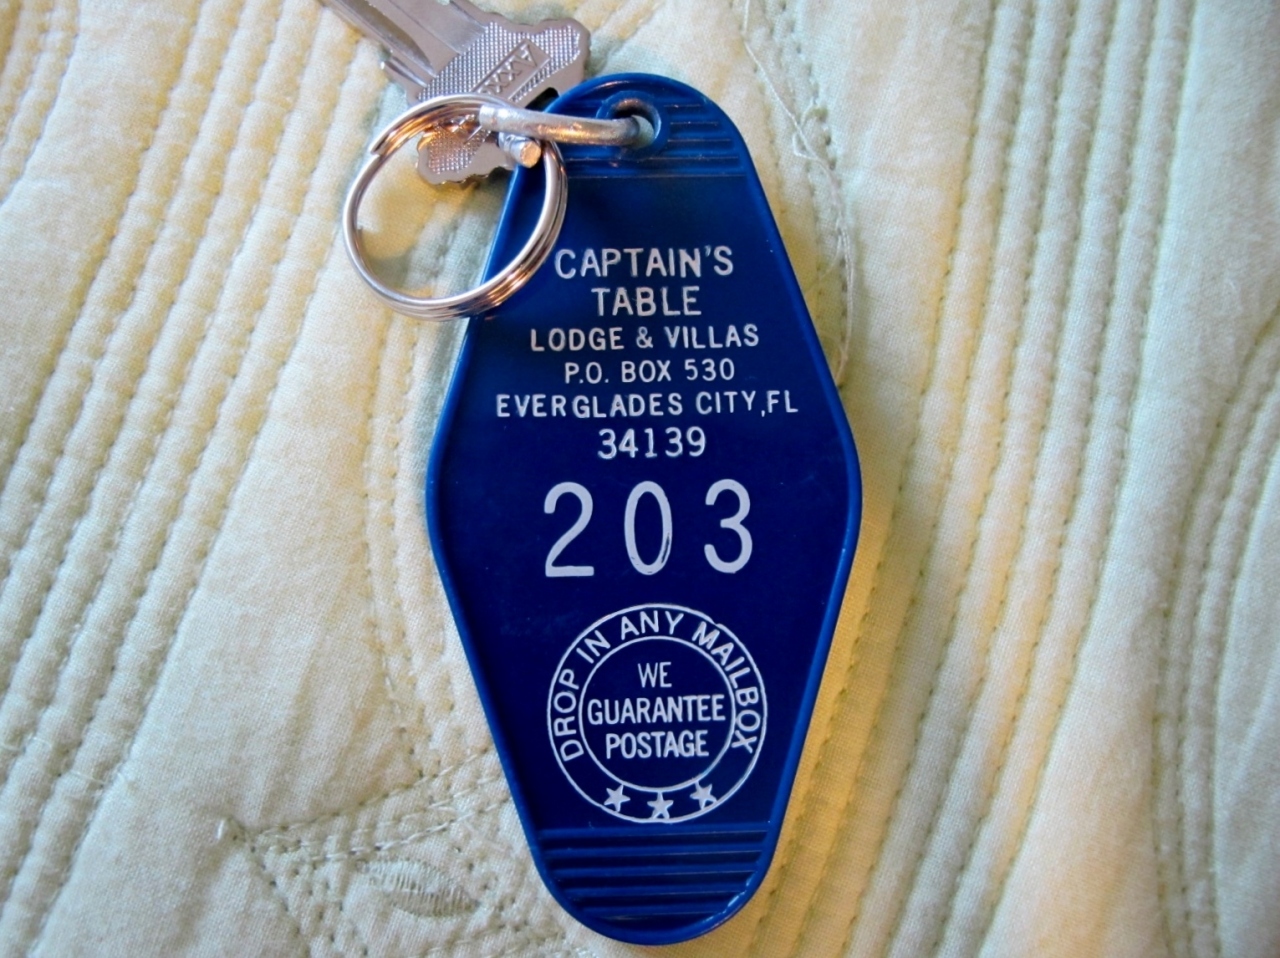 CAPTAIN'S
TABLE
LODGE & VILLAS
P.O. BOX 530
EVERGLADES CITY, FL
34139
203
DROP IN ANY MAILBOX
WE
GUARANTEE
POSTAGE